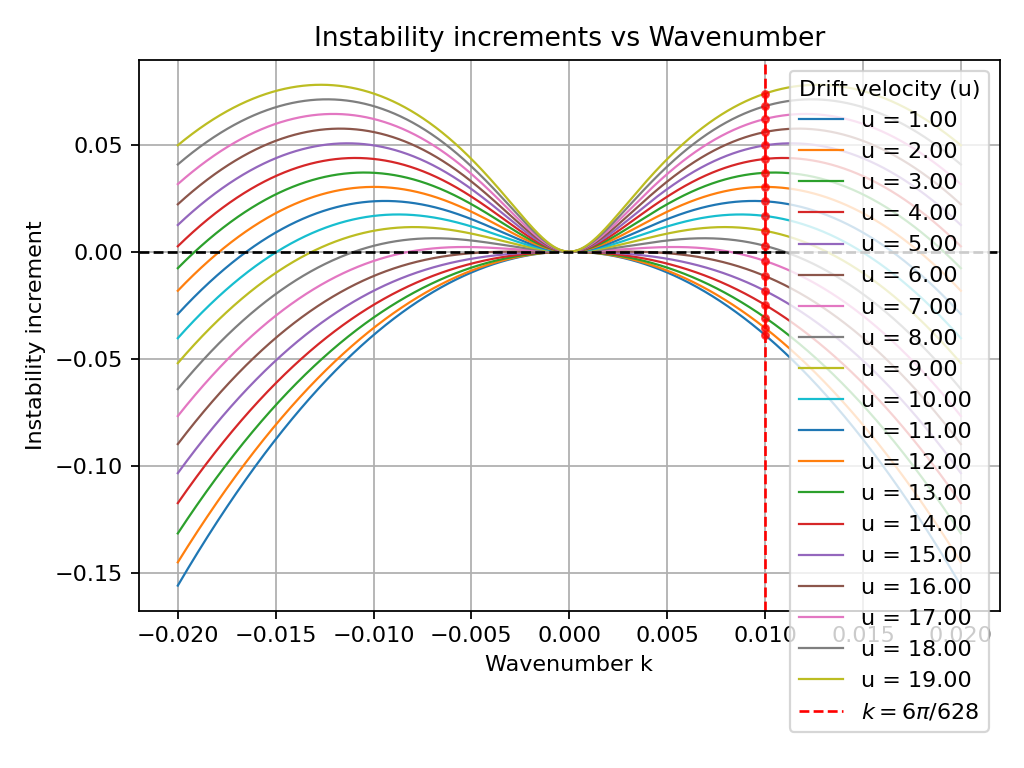 Instability increments vs Wavenumber
Instability increment
0.05
0.00
−0.05
−0.10
−0.15
−0.020 −0.015 −0.010 −0.005 0.000 0.005 0.010 0.015 0.020
Wavenumber k
Drift velocity (u)
u = 1.00
u = 2.00
u = 3.00
u = 4.00
u = 5.00
u = 6.00
u = 7.00
u = 8.00
u = 9.00
u = 10.00
u = 11.00
u = 12.00
u = 13.00
u = 14.00
u = 15.00
u = 16.00
u = 17.00
u = 18.00
u = 19.00
k = 6π/628